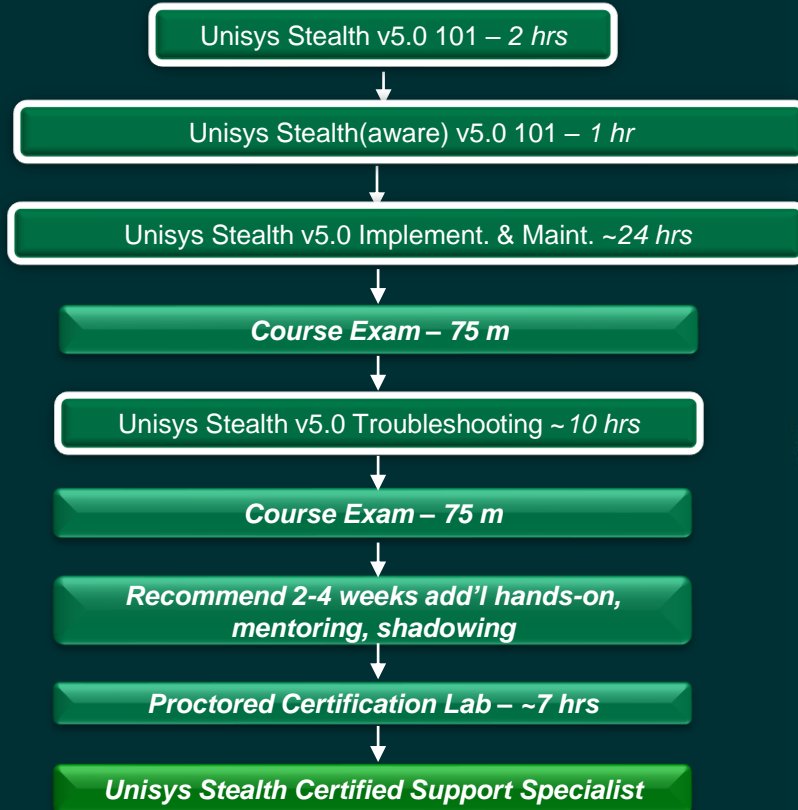 Unisys Stealth v5.0 101 – 2 hrs
Unisys Stealth(aware) v5.0 101 – 1 hr
Unisys Stealth v5.0 Implement. & Maint. ~24 hrs
Course Exam – 75 m
Unisys Stealth v5.0 Troubleshooting ~10 hrs
Course Exam – 75 m
Recommend 2-4 weeks add'l hands-on,
mentoring, shadowing
Proctored Certification Lab – ~7 hrs
Unisys Stealth Certified Support Specialist